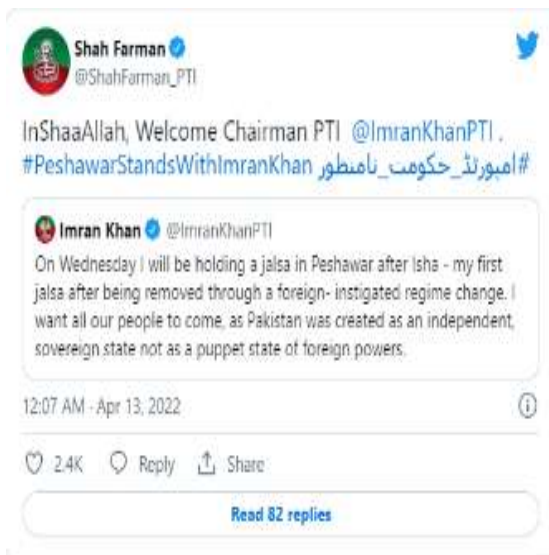 Shah Farman
@ShahFarman_PTI
InShaaAllah, Welcome Chairman PTI @ImranKhanPTI .
#PeshawarStandsWithImranKhan #امپورٹڈ_حکومت_نامنظور
Imran Khan @ImranKhanPTI
On Wednesday I will be holding a jalsa in Peshawar after Isha - my first
jalsa after being removed through a foreign- instigated regime change. I
want all our people to come, as Pakistan was created as an independent,
sovereign state not as a puppet state of foreign powers.
12:07 AM · Apr 13, 2022
2.4K Reply Share
Read 82 replies